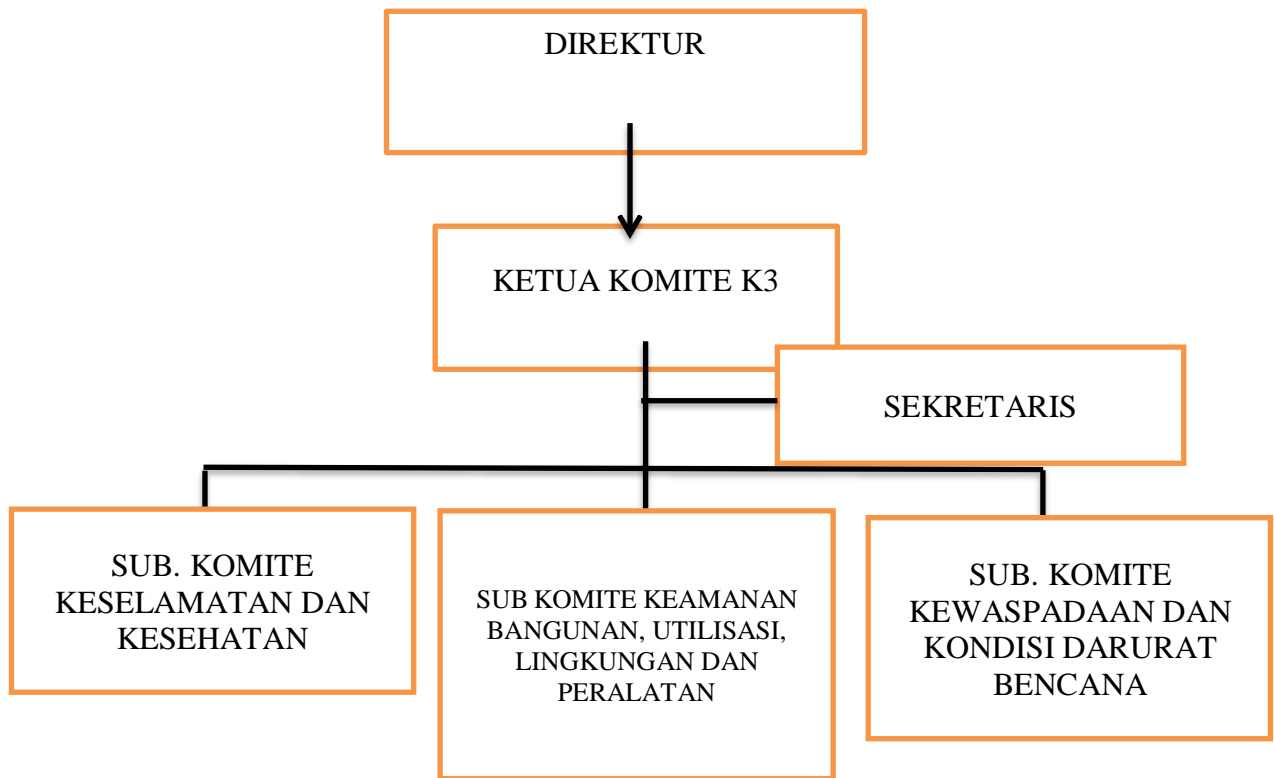 DIREKTUR
KETUA KOMITE K3
SEKRETARIS
SUB. KOMITE
KESELAMATAN DAN
KESEHATAN
SUB KOMITE KEAMANAN
BANGUNAN, UTILISASI,
LINGKUNGAN DAN
PERALATAN
SUB. KOMITE
KEWASPADAAN DAN
KONDISI DARURAT
BENCANA